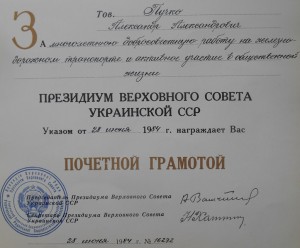 Тов. Пучко
Александр Александрович
За многолетнюю добросовестную работу на железно-
дорожном транспорте и активное участие в общественной
жизни
ПРЕЗИДИУМ ВЕРХОВНОГО СОВЕТА
УКРАИНСКОЙ ССР
Указом от 28 июня 1984 г. награждает Вас
ПОЧЕТНОЙ ГРАМОТОЙ
Председатель Президиума Верховного Совета
Украинской ССР
Секретарь Президиума Верховного Совета
Украинской ССР
28 июня 1984 г. №